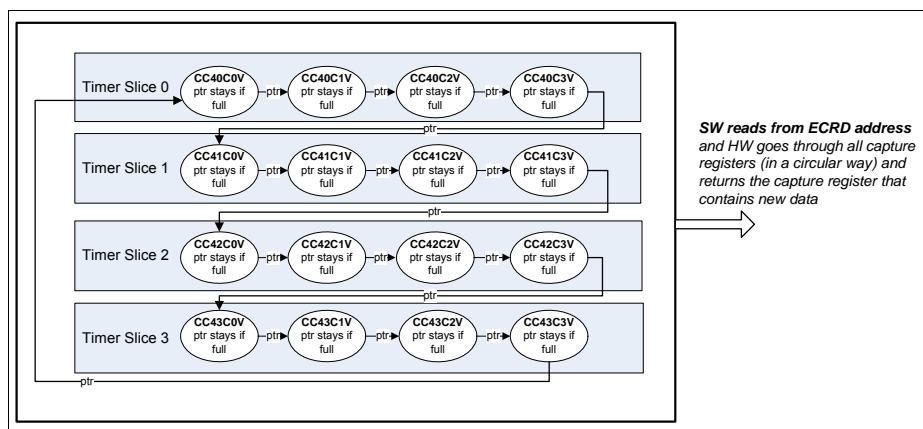 Timer Slice 0
CC40C0V
ptr stays if
full
ptr
CC40C1V
ptr stays if
full
ptr
CC40C2V
ptr stays if
full
ptr
CC40C3V
ptr stays if
full
ptr
Timer Slice 1
CC41C0V
ptr stays if
full
ptr
CC41C1V
ptr stays if
full
ptr
CC41C2V
ptr stays if
full
ptr
CC41C3V
ptr stays if
full
ptr
Timer Slice 2
CC42C0V
ptr stays if
full
ptr
CC42C1V
ptr stays if
full
ptr
CC42C2V
ptr stays if
full
ptr
CC42C3V
ptr stays if
full
ptr
Timer Slice 3
CC43C0V
ptr stays if
full
ptr
CC43C1V
ptr stays if
full
ptr
CC43C2V
ptr stays if
full
ptr
CC43C3V
ptr stays if
full
ptr
SW reads from ECRD address
and HW goes through all capture
registers (in a circular way) and
returns the capture register that
contains new data